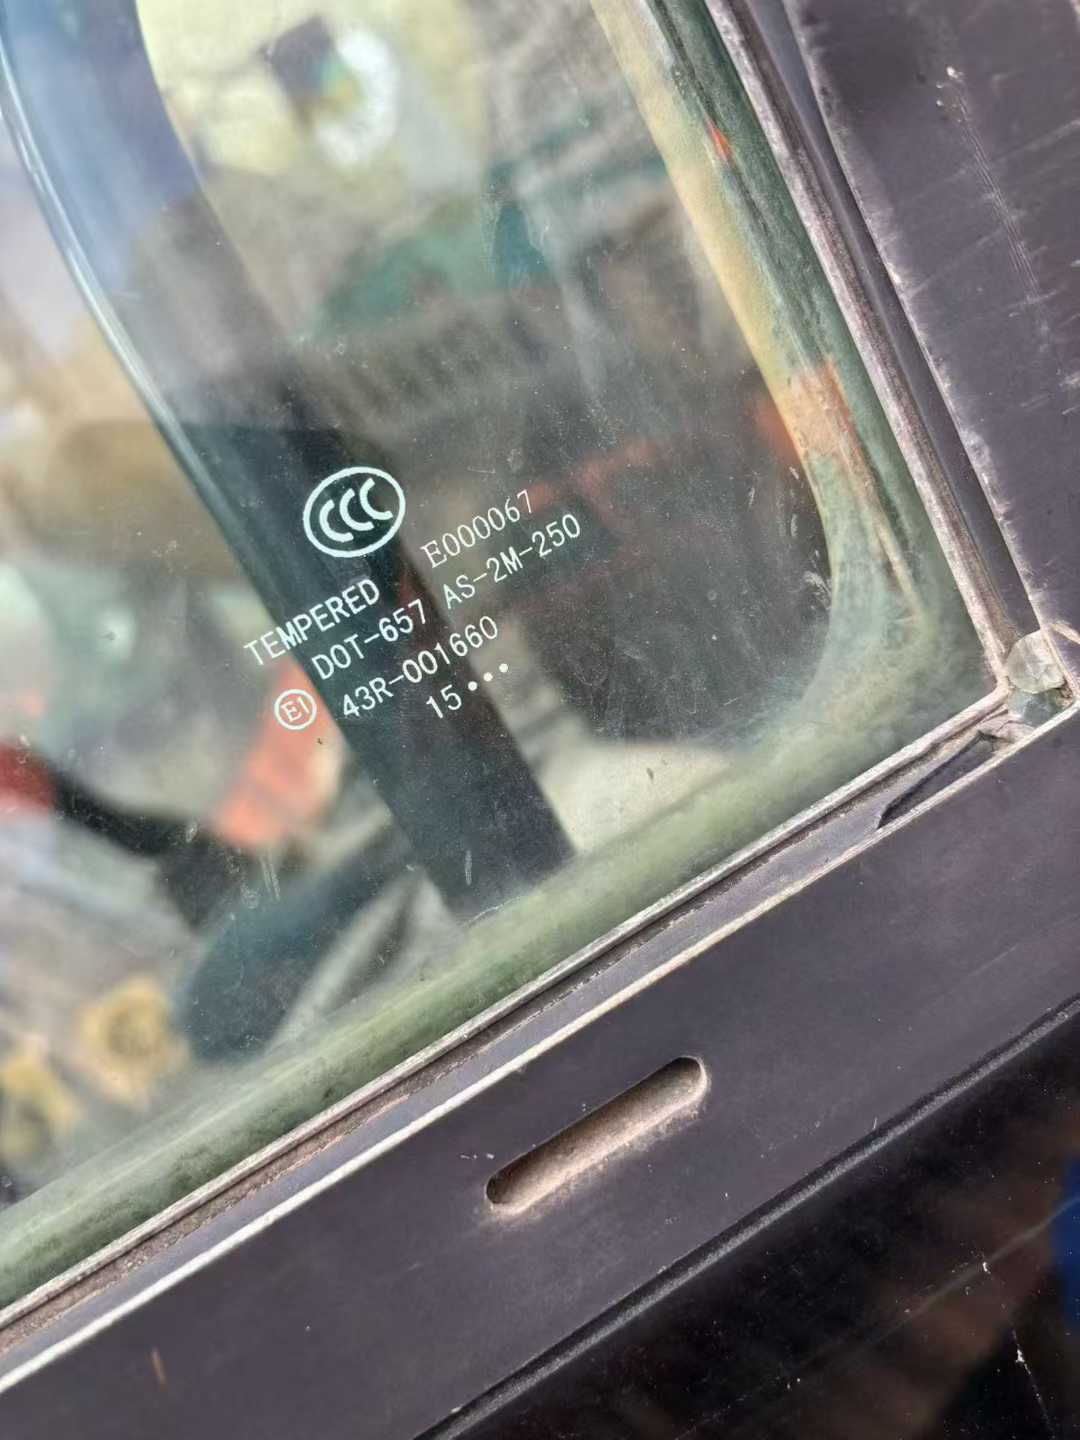 CCC E000067
TEMPERED
DOT-657 AS-2M-250
E1 43R-001660
15•••